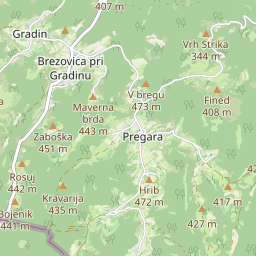 407 m
Gradin
Vrh Strika
344 m
Brezovica pri
Gradinu
V bregu
473 m
Fined
408 m
Maverna
brda
443 m
Zaboška
451 m
Pregara
Rosuj
442 m
Kravarija
435 m
Hrib
472 m
417 m
Bojenik
441 m
427 m